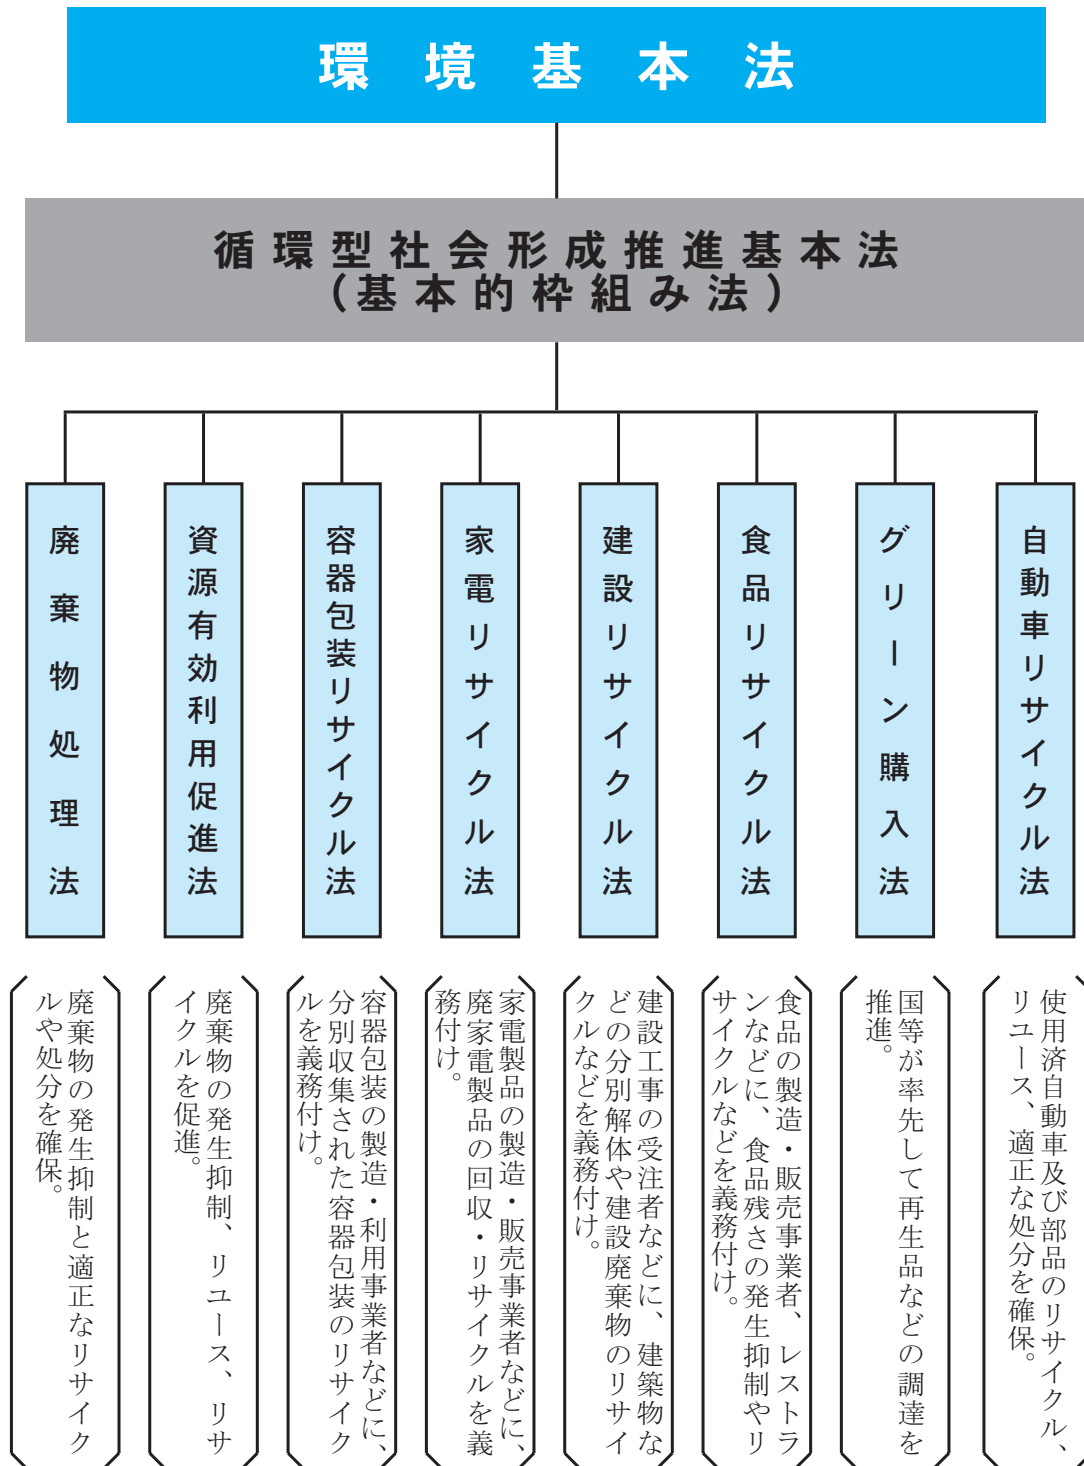 環境基本法
循環型社会形成推進基本法
（基本的枠組み法）
廃棄物処理法
資源有効利用促進法
容器包装リサイクル法
家電リサイクル法
建設リサイクル法
食品リサイクル法
グリーン購入法
自動車リサイクル法
廃棄物の発生抑制と適正なリサイク
ルや処分を確保。
廃棄物の発生抑制、リユース、リサ
イクルを促進。
容器包装の製造・利用事業者などに、
分別収集された容器包装のリサイク
ルを義務付け。
家電製品の製造・販売事業者などに、
廃家電製品の回収・リサイクルを義
務付け。
建設工事の受注者などに、建築物な
どの分別解体や建設廃棄物のリサイ
クルなどを義務付け。
食品の製造・販売事業者、レストラ
ンなどに、食品残さの発生抑制やリ
サイクルなどを義務付け。
国等が率先して再生品などの調達を
推進。
使用済自動車及び部品のリサイクル、
リユース、適正な処分を確保。